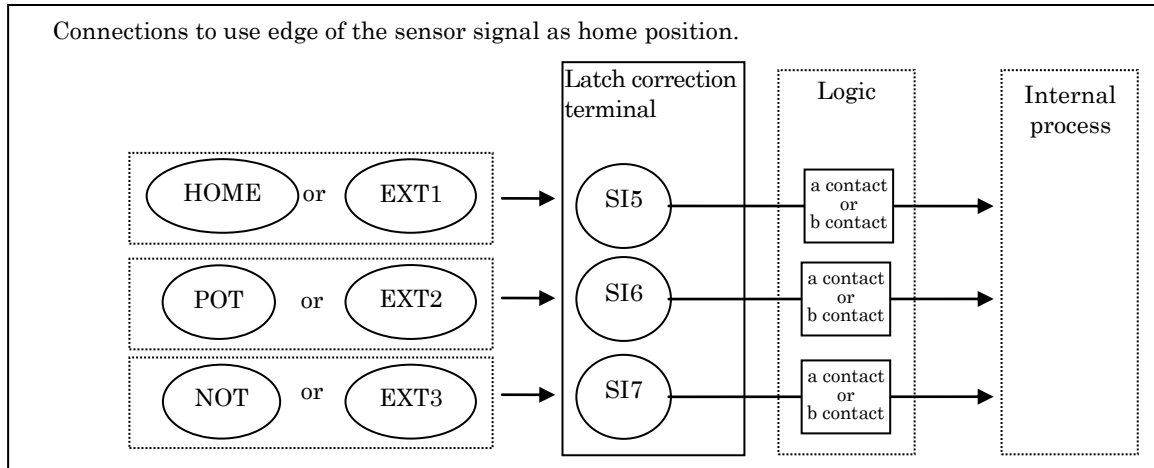 Connections to use edge of the sensor signal as home position.
Latch correction
terminal
Logic
Internal
process
HOME or EXT1
SI5
a contact
or
b contact
POT or EXT2
SI6
a contact
or
b contact
NOT or EXT3
SI7
a contact
or
b contact